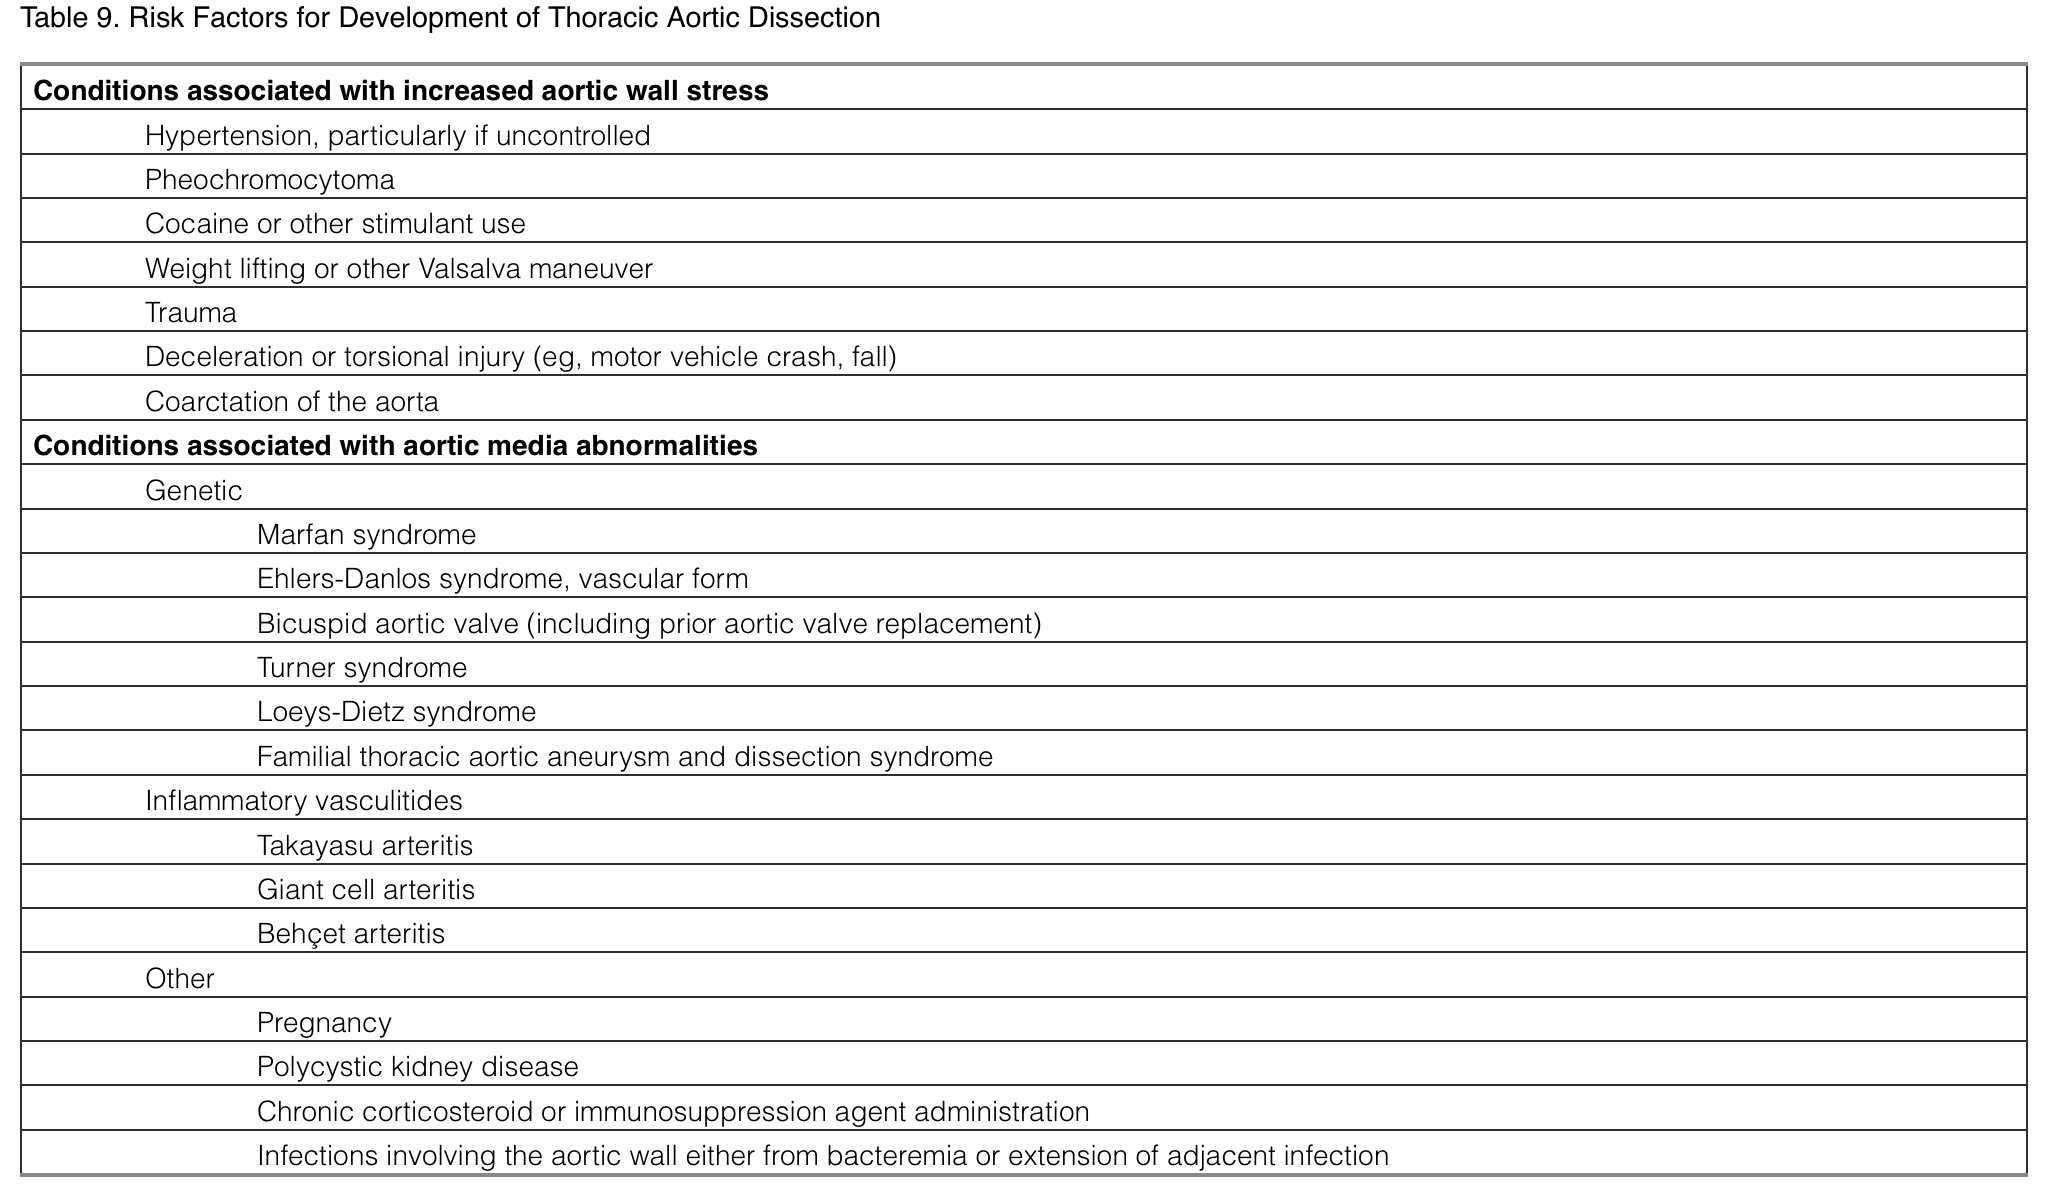 Table 9. Risk Factors for Development of Thoracic Aortic Dissection
Conditions associated with increased aortic wall stress
Hypertension, particularly if uncontrolled
Pheochromocytoma
Cocaine or other stimulant use
Weight lifting or other Valsalva maneuver
Trauma
Deceleration or torsional injury (eg, motor vehicle crash, fall)
Coarctation of the aorta
Conditions associated with aortic media abnormalities
Genetic
Marfan syndrome
Ehlers-Danlos syndrome, vascular form
Bicuspid aortic valve (including prior aortic valve replacement)
Turner syndrome
Loeys-Dietz syndrome
Familial thoracic aortic aneurysm and dissection syndrome
Inflammatory vasculitides
Takayasu arteritis
Giant cell arteritis
Behçet arteritis
Other
Pregnancy
Polycystic kidney disease
Chronic corticosteroid or immunosuppression agent administration
Infections involving the aortic wall either from bacteremia or extension of adjacent infection